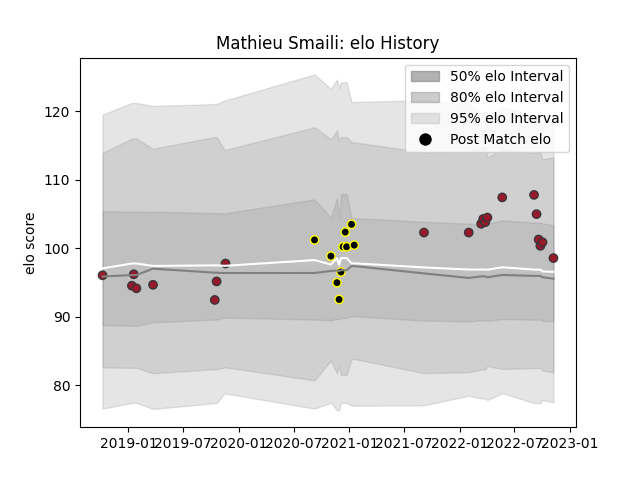 Mathieu Smaili: elo History
50% elo Interval
80% elo Interval
95% elo Interval
Post Match elo
elo score
120
110
100
90
80
2019-01 2019-07 2020-01 2020-07 2021-01 2021-07 2022-01 2022-07 2023-01